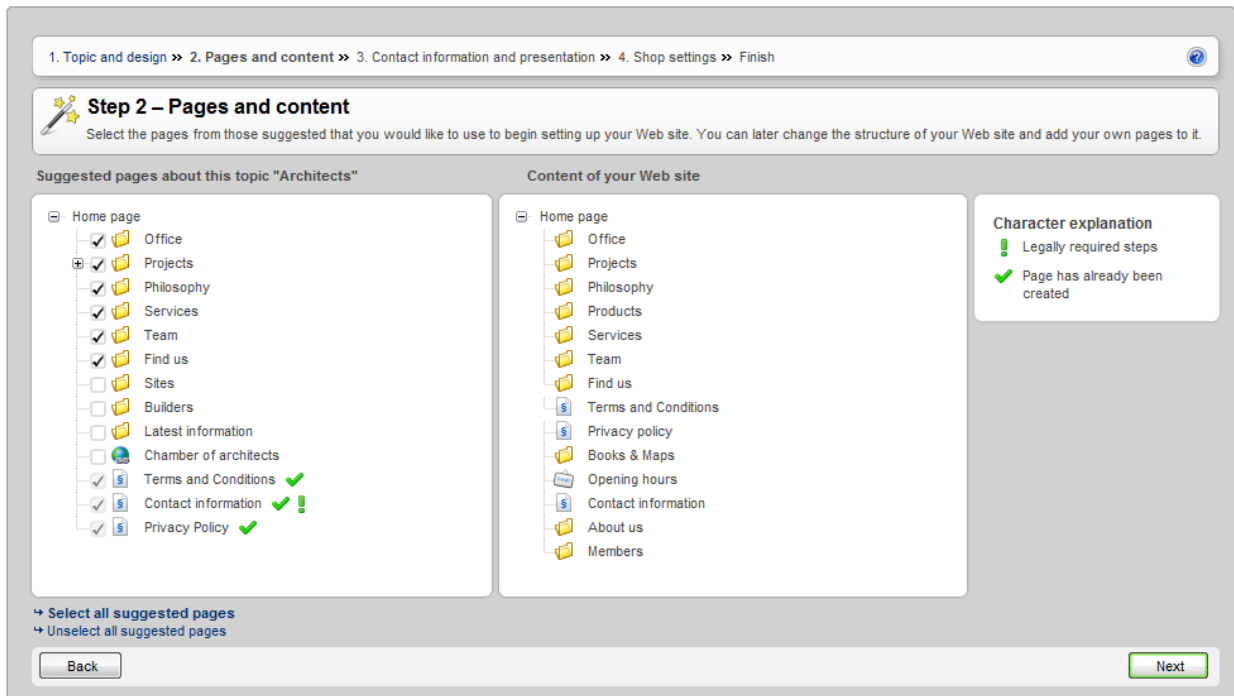 1. Topic and design » 2. Pages and content » 3. Contact information and presentation » 4. Shop settings » Finish
Step 2 – Pages and content
Select the pages from those suggested that you would like to use to begin setting up your Web site. You can later change the structure of your Web site and add your own pages to it.
Suggested pages about this topic "Architects"
Home page
Office
Projects
Philosophy
Services
Team
Find us
Sites
Builders
Latest information
Chamber of architects
Terms and Conditions
Contact information
Privacy Policy
Content of your Web site
Home page
Office
Projects
Philosophy
Products
Services
Team
Find us
Terms and Conditions
Privacy policy
Books & Maps
Opening hours
Contact information
About us
Members
Character explanation
Legally required steps
Page has already been
created
Select all suggested pages
Unselect all suggested pages
Back
Next